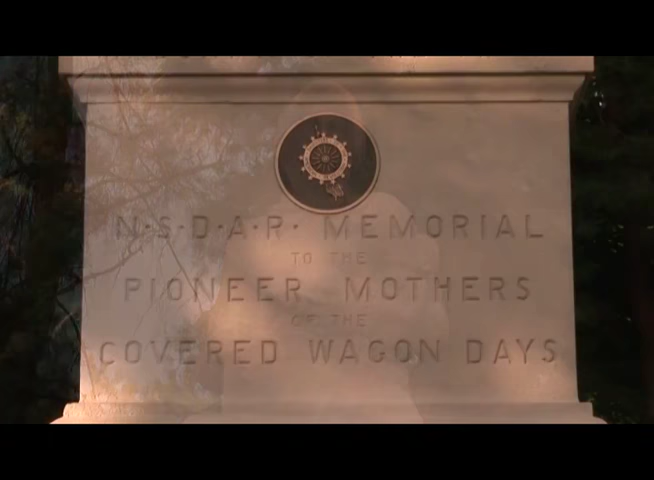 N·S·D·A·R· MEMORIAL
TO THE
PIONEER MOTHERS
OF THE
COVERED WAGON DAYS